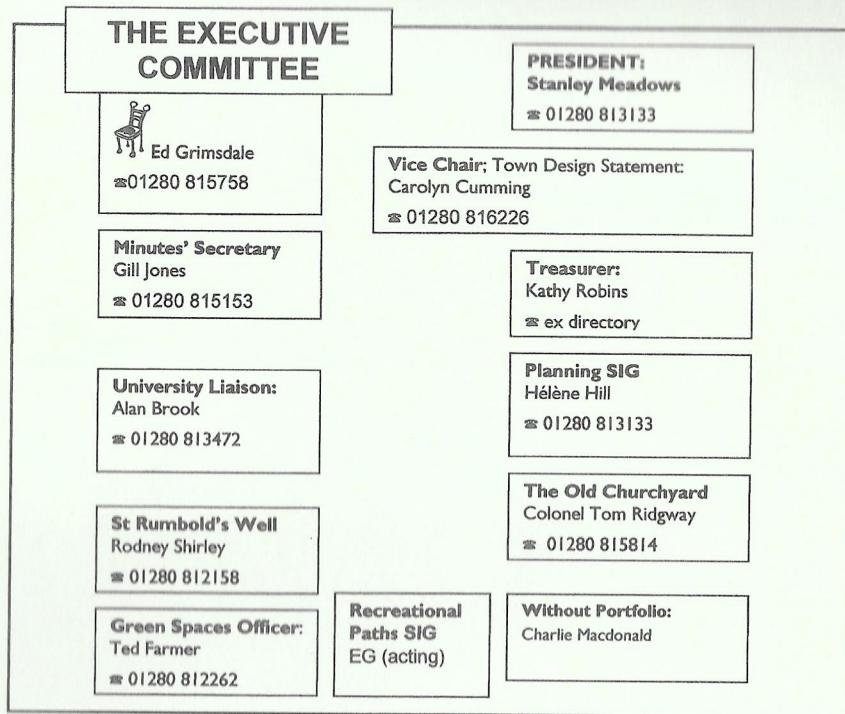 THE EXECUTIVE
COMMITTEE
Ed Grimsdale
☎01280 815758
PRESIDENT:
Stanley Meadows
☎ 01280 813133
Vice Chair; Town Design Statement:
Carolyn Cumming
☎ 01280 816226
Minutes' Secretary
Gill Jones
☎ 01280 815153
Treasurer:
Kathy Robins
☎ ex directory
University Liaison:
Alan Brook
☎ 01280 813472
Planning SIG
Hélène Hill
☎ 01280 813133
The Old Churchyard
Colonel Tom Ridgway
☎ 01280 815814
St Rumbold's Well
Rodney Shirley
☎ 01280 812158
Green Spaces Officer:
Ted Farmer
☎ 01280 812262
Recreational
Paths SIG
EG (acting)
Without Portfolio:
Charlie Macdonald